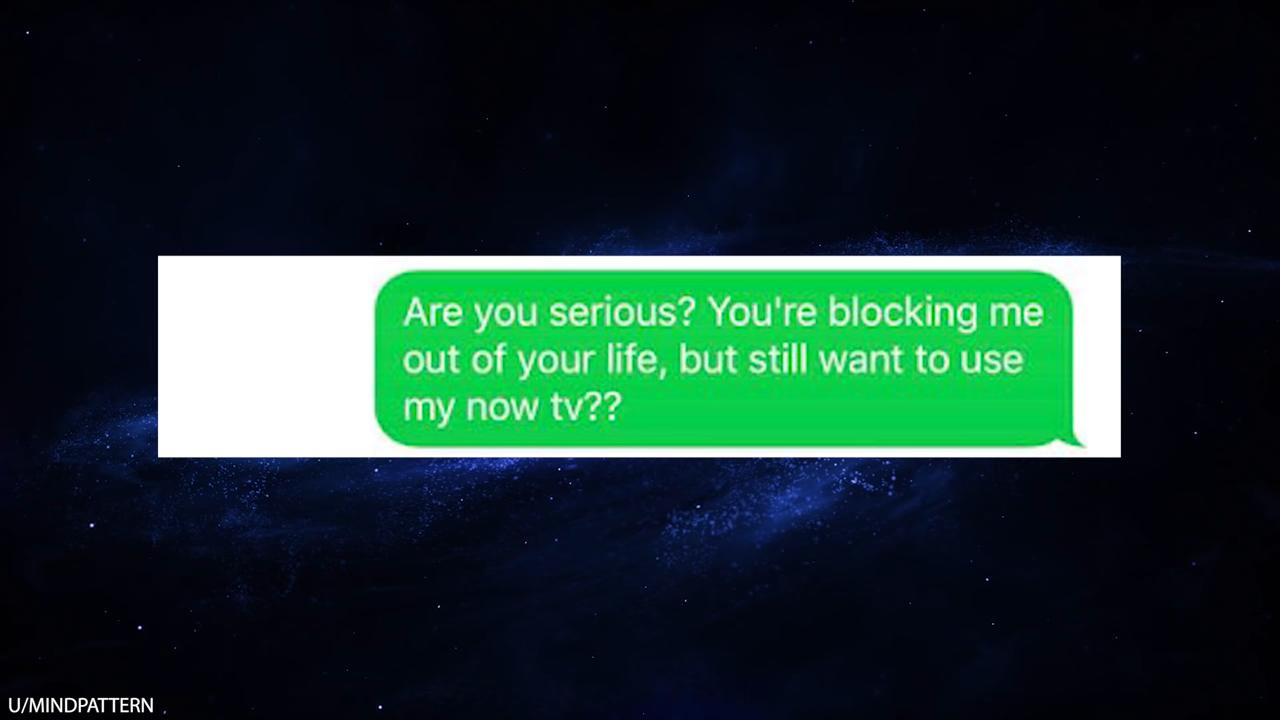 Are you serious? You're blocking me
out of your life, but still want to use
my now tv??
U/MINDPATTERN